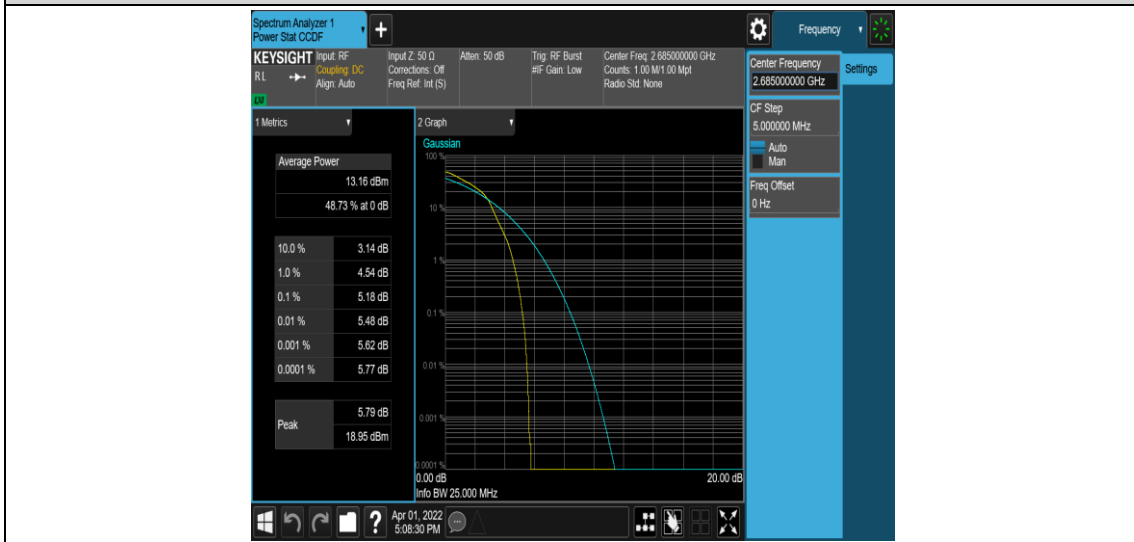 Spectrum Analyzer 1
Power Stat CCDF
+
Frequency
KEYSIGHT
RL
LXI
Input: RF
Coupling: DC
Align: Auto
Input Z: 50 Ω
Corrections: Off
Freq Ref: Int (S)
Atten: 50 dB
Trig: RF Burst
#IF Gain: Low
Center Freq: 2.685000000 GHz
Counts: 1.00 M/1.00 Mpt
Radio Std: None
Center Frequency
2.685000000 GHz
Settings
CF Step
5.000000 MHz
Auto
Man
Freq Offset
0 Hz
1 Metrics
Average Power
13.16 dBm
48.73 % at 0 dB
10.0 % 3.14 dB
1.0 % 4.54 dB
0.1 % 5.18 dB
0.01 % 5.48 dB
0.001 % 5.62 dB
0.0001 % 5.77 dB
Peak
5.79 dB
18.95 dBm
2 Graph
Gaussian
100 %
10 %
1 %
0.1 %
0.01 %
0.001 %
0.0001 %
0.00 dB 20.00 dB
Info BW 25.000 MHz
?
Apr 01, 2022
5:08:30 PM